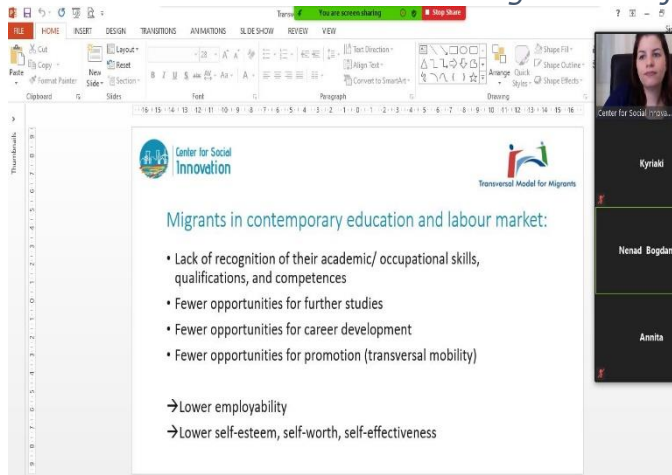 You are screen sharing
Stop Share
FILE HOME INSERT DESIGN TRANSITIONS ANIMATIONS SLIDE SHOW REVIEW VIEW
Cut
Copy
Format Painter
Paste
Clipboard
New
Slide
Layout
Reset
Section
Slides
Font
Text Direction
Align Text
Convert to SmartArt
Paragraph
Arrange
Quick
Styles
Shape Fill
Shape Outline
Shape Effects
Drawing
Thumbnails
Center for Social
Innovation
Transversal Model for Migrants
Migrants in contemporary education and labour market:
• Lack of recognition of their academic/ occupational skills,
qualifications, and competences
• Fewer opportunities for further studies
• Fewer opportunities for career development
• Fewer opportunities for promotion (transversal mobility)
→Lower employability
→Lower self-esteem, self-worth, self-effectiveness
Center for Social Innova...
Kyriaki
Nenad Bogdan
Annita